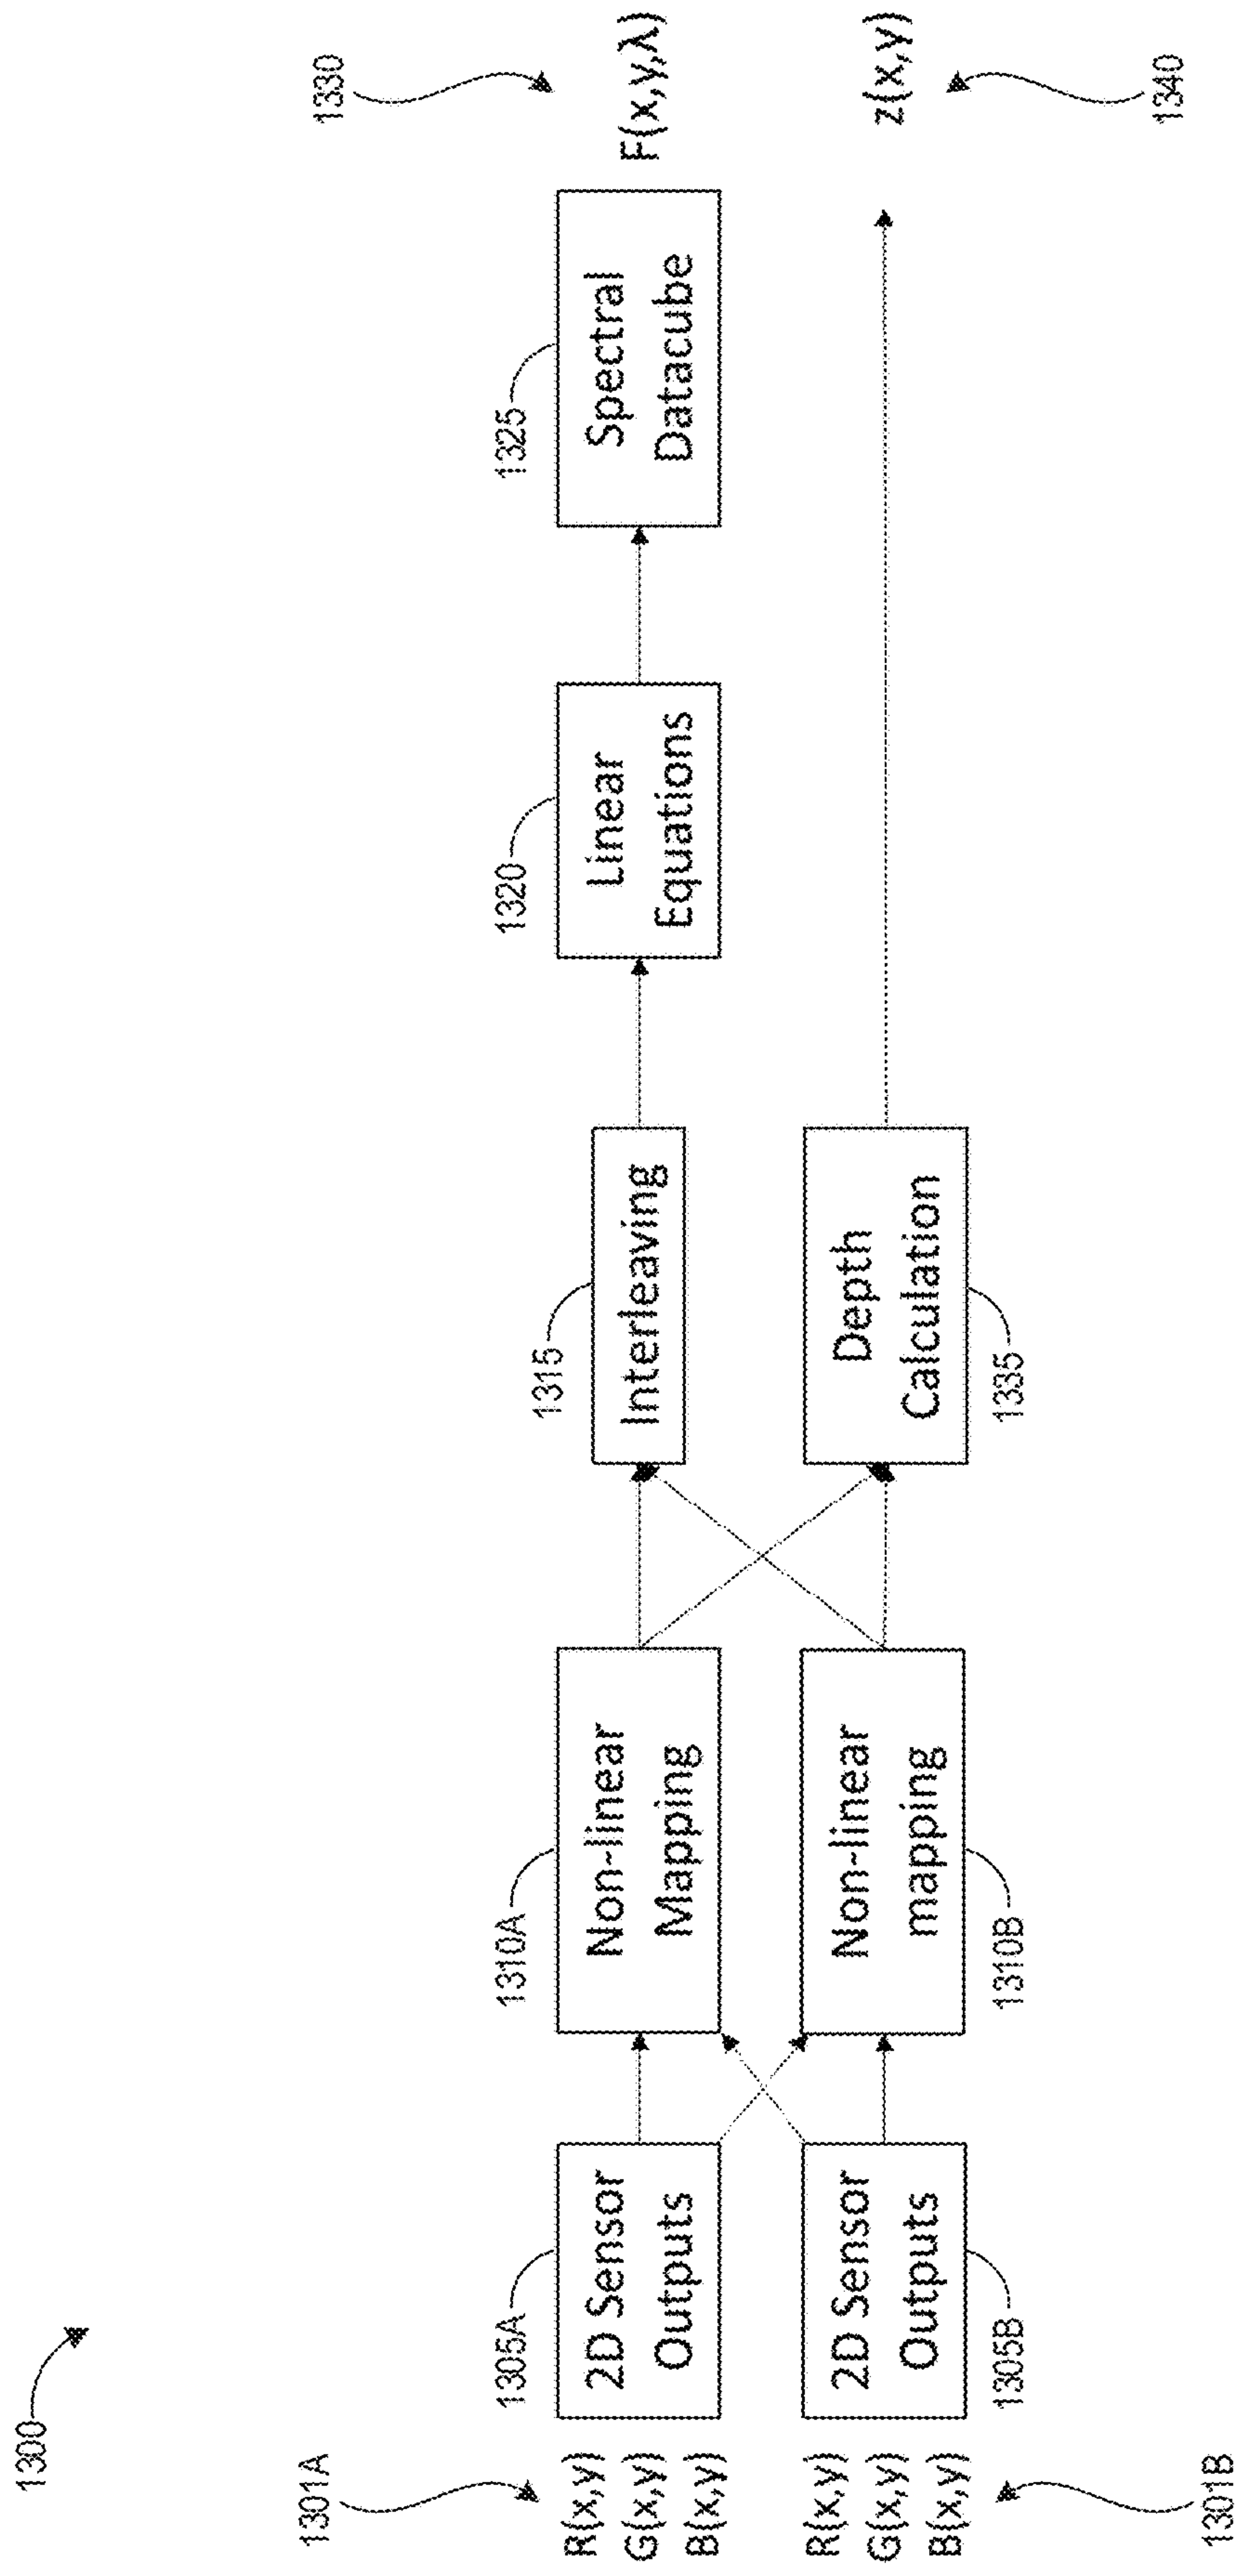 1300
1301A
R(x,y)
G(x,y)
B(x,y)
1305A
2D Sensor
Outputs
1310A
Non-linear
Mapping
1315
Interleaving
1320
Linear
Equations
1325
Spectral
Datacube
1330
F(x,y,λ)
R(x,y)
G(x,y)
B(x,y)
1301B
2D Sensor
Outputs
1305B
Non-linear
mapping
1310B
Depth
Calculation
1335
z(x,y)
1340